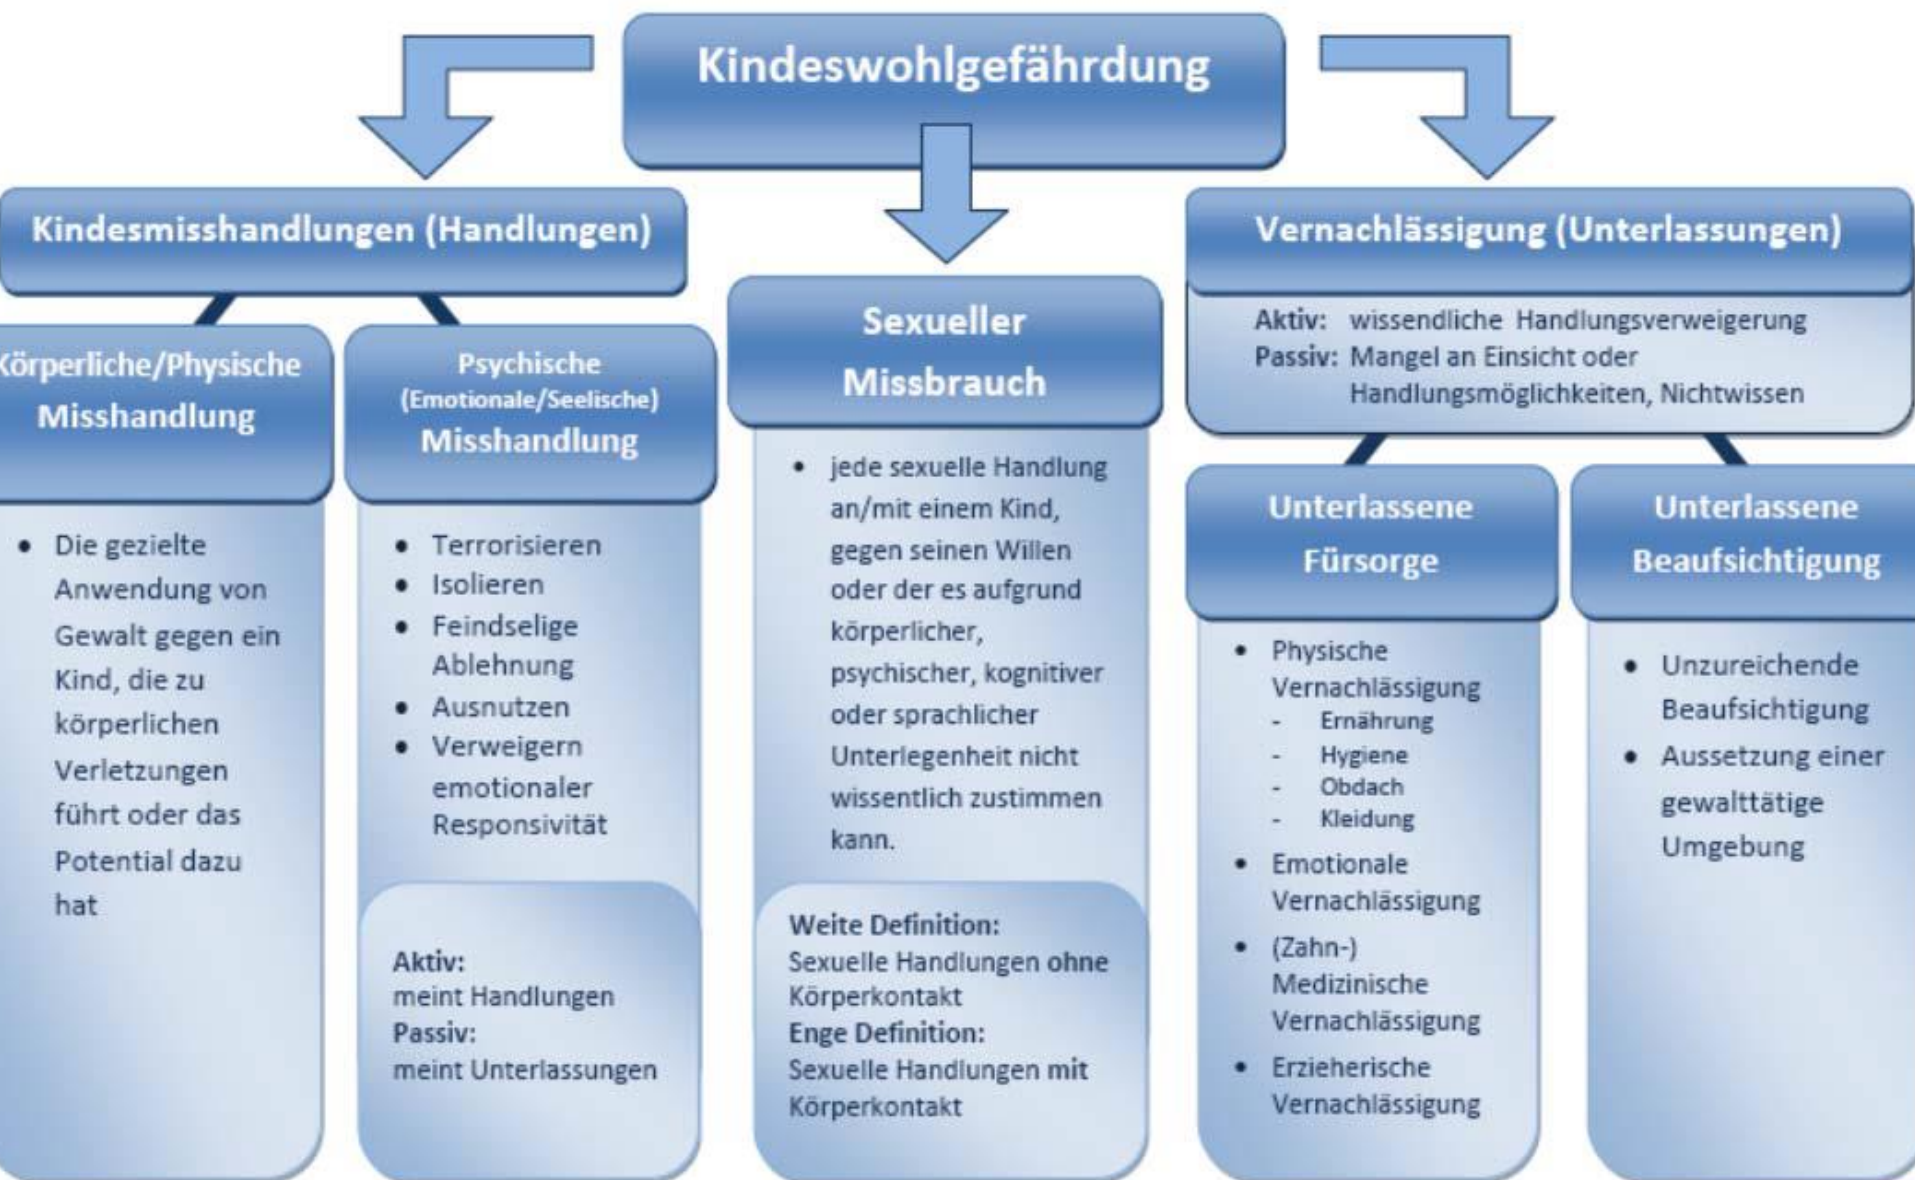 Kindeswohlgefährdung
Kindesmisshandlungen (Handlungen)
Körperliche/Physische
Misshandlung
• Die gezielte
Anwendung von
Gewalt gegen ein
Kind, die zu
körperlichen
Verletzungen
führt oder das
Potential dazu
hat
Psychische
(Emotionale/Seelische)
Misshandlung
• Terrorisieren
• Isolieren
• Feindselige
Ablehnung
• Ausnutzen
• Verweigern
emotionaler
Responsivität
Aktiv:
meint Handlungen
Passiv:
meint Unterlassungen
Sexueller
Missbrauch
• jede sexuelle Handlung
an/mit einem Kind,
gegen seinen Willen
oder der es aufgrund
körperlicher,
psychischer, kognitiver
oder sprachlicher
Unterlegenheit nicht
wissentlich zustimmen
kann.
Weite Definition:
Sexuelle Handlungen ohne
Körperkontakt
Enge Definition:
Sexuelle Handlungen mit
Körperkontakt
Vernachlässigung (Unterlassungen)
Aktiv: wissendliche Handlungsverweigerung
Passiv: Mangel an Einsicht oder
Handlungsmöglichkeiten, Nichtwissen
Unterlassene
Fürsorge
• Physische
Vernachlässigung
- Ernährung
- Hygiene
- Obdach
- Kleidung
• Emotionale
Vernachlässigung
• (Zahn-)
Medizinische
Vernachlässigung
• Erzieherische
Vernachlässigung
Unterlassene
Beaufsichtigung
• Unzureichende
Beaufsichtigung
• Aussetzung einer
gewalttätige
Umgebung